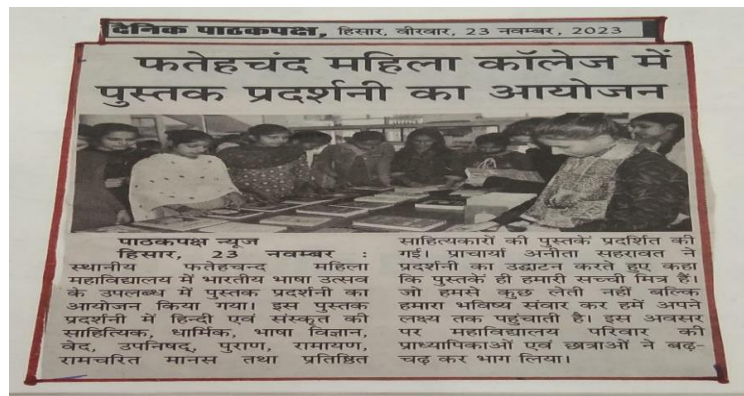 दैनिक पाठकपक्ष, हिसार, वीरवार, 23 नवम्बर, 2023
फतेहचंद महिला कॉलेज में
पुस्तक प्रदर्शनी का आयोजन
पाठकपक्ष न्यूज
हिसार, 23 नवम्बर :
स्थानीय फतेहचन्द महिला
महाविद्यालय में भारतीय भाषा उत्सव
के उपलब्ध में पुस्तक प्रदर्शनी का
आयोजन किया गया। इस पुस्तक
प्रदर्शनी में हिन्दी एवं संस्कृत की
साहित्यिक, धार्मिक, भाषा विज्ञान,
वेद, उपनिषद्, पुराण, रामायण,
रामचरित मानस तथा प्रतिष्ठित
साहित्यकारों की पुस्तकें प्रदर्शित की
गई। प्राचार्या अनीता सहरावत ने
प्रदर्शनी का उद्घाटन करते हुए कहा
कि पुस्तकें ही हमारी सच्ची मित्र हैं।
जो हमसे कुछ लेती नहीं बल्कि
हमारा भविष्य संवार कर हमें अपने
लक्ष्य तक पहुंचाती है। इस अवसर
पर महाविद्यालय परिवार की
प्राध्यापिकाओं एवं छात्राओं ने बढ़-
चढ़ कर भाग लिया।